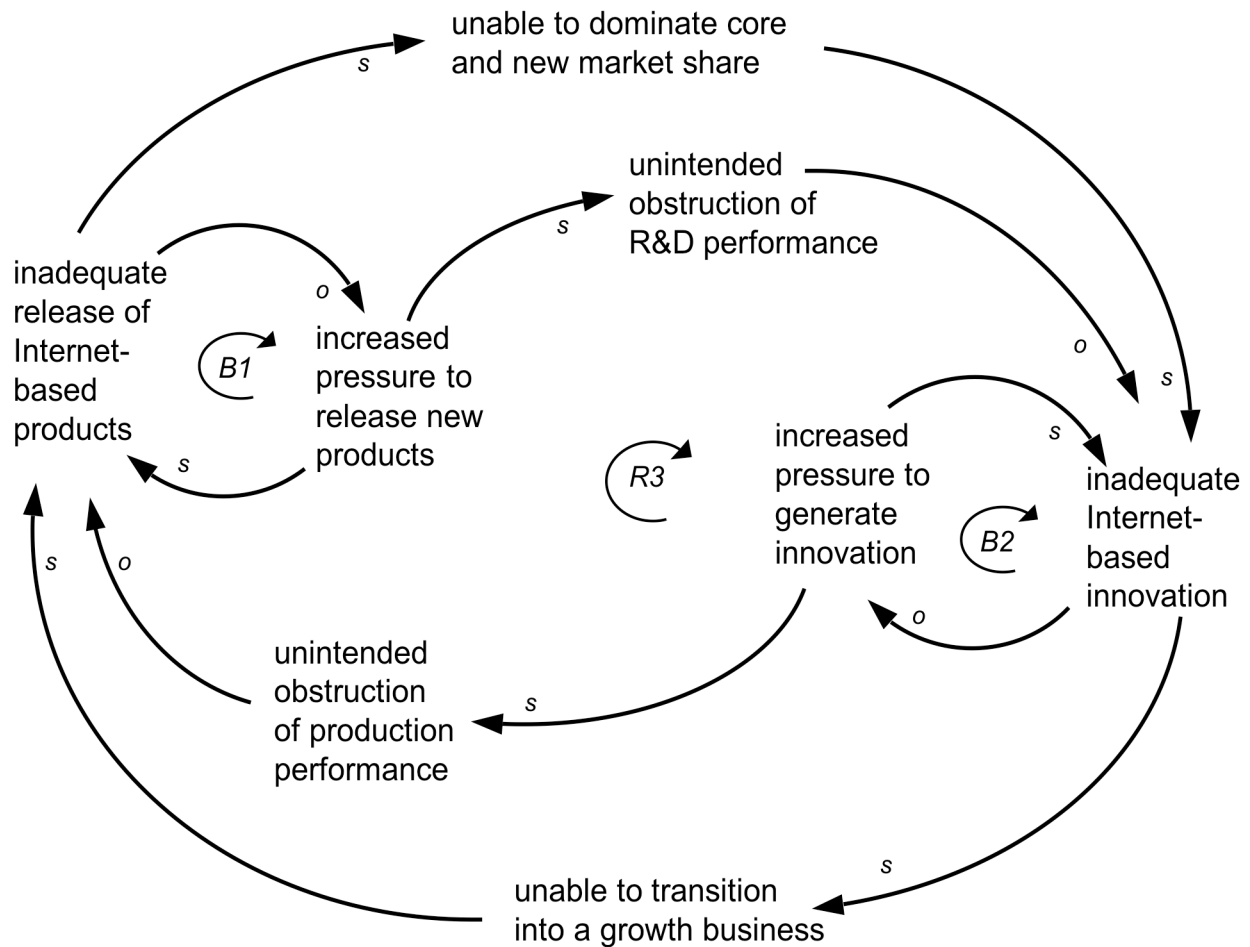 unable to dominate core
and new market share
s
unintended
obstruction of
R&D performance
s
inadequate
release of
Internet-
based
products
o
B1
increased
pressure to
release new
products
s
o
s
increased
pressure to
generate
innovation
s
R3
inadequate
Internet-
based
innovation
B2
o
s
o
unintended
obstruction
of production
performance
s
s
unable to transition
into a growth business